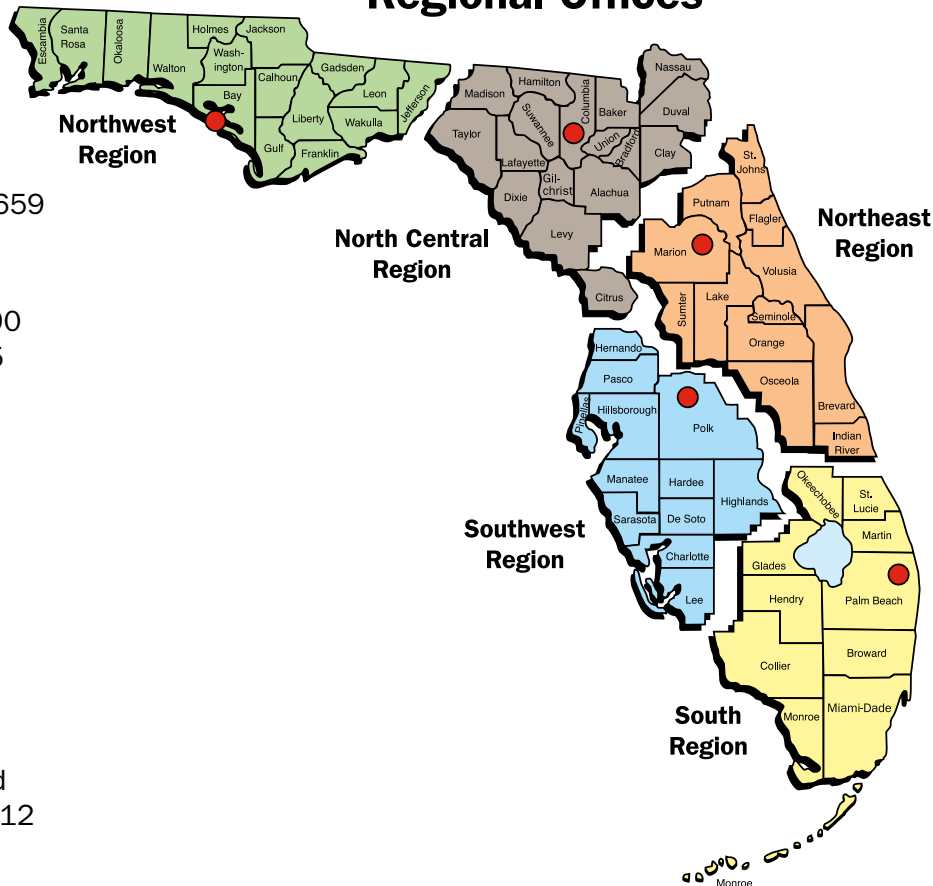 Regional Offices
Escambia
Santa
Rosa
Okaloosa
Walton
Holmes
Jackson
Wash-
ington
Bay
Calhoun
Gulf
Liberty
Gadsden
Franklin
Leon
Wakulla
Jefferson
Northwest
Region
Madison
Taylor
Hamilton
Suwannee
Lafayette
Dixie
Columbia
Gil-
christ
Levy
Baker
Union
Bradford
Alachua
Nassau
Duval
Clay
Citrus
North Central
Region
St.
Johns
Putnam
Flagler
Marion
Volusia
Sumter
Lake
Seminole
Orange
Osceola
Brevard
Indian
River
Northeast
Region
Hernando
Pasco
Pinellas
Hillsborough
Polk
Manatee
Hardee
Highlands
Sarasota
De Soto
Charlotte
Lee
Southwest
Region
Okeechobee
St.
Lucie
Martin
Glades
Hendry
Palm Beach
Broward
Collier
Monroe
Miami-Dade
South
Region
Monroe
659
12